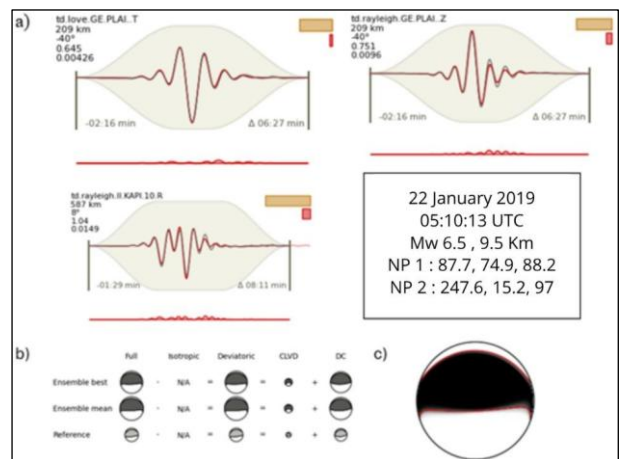 a)
td.love.GE.PLAI..T
209 km
-40°
0.645
0.00426
-02:16 min
Δ 06:27 min
td.rayleigh.GE.PLAI..Z
209 km
-40°
0.751
0.0096
-02:16 min
Δ 06:27 min
td.rayleigh.II.KAPI.10.R
587 km
8°
1.04
0.0149
-01:29 min
Δ 08:11 min
22 January 2019
05:10:13 UTC
Mw 6.5 , 9.5 Km
NP 1 : 87.7, 74.9, 88.2
NP 2 : 247.6, 15.2, 97
b)
Full Isotropic Deviatoric CLVD DC
Ensemble best - N/A = = +
Ensemble mean - N/A = = +
Reference - N/A = = +
c)